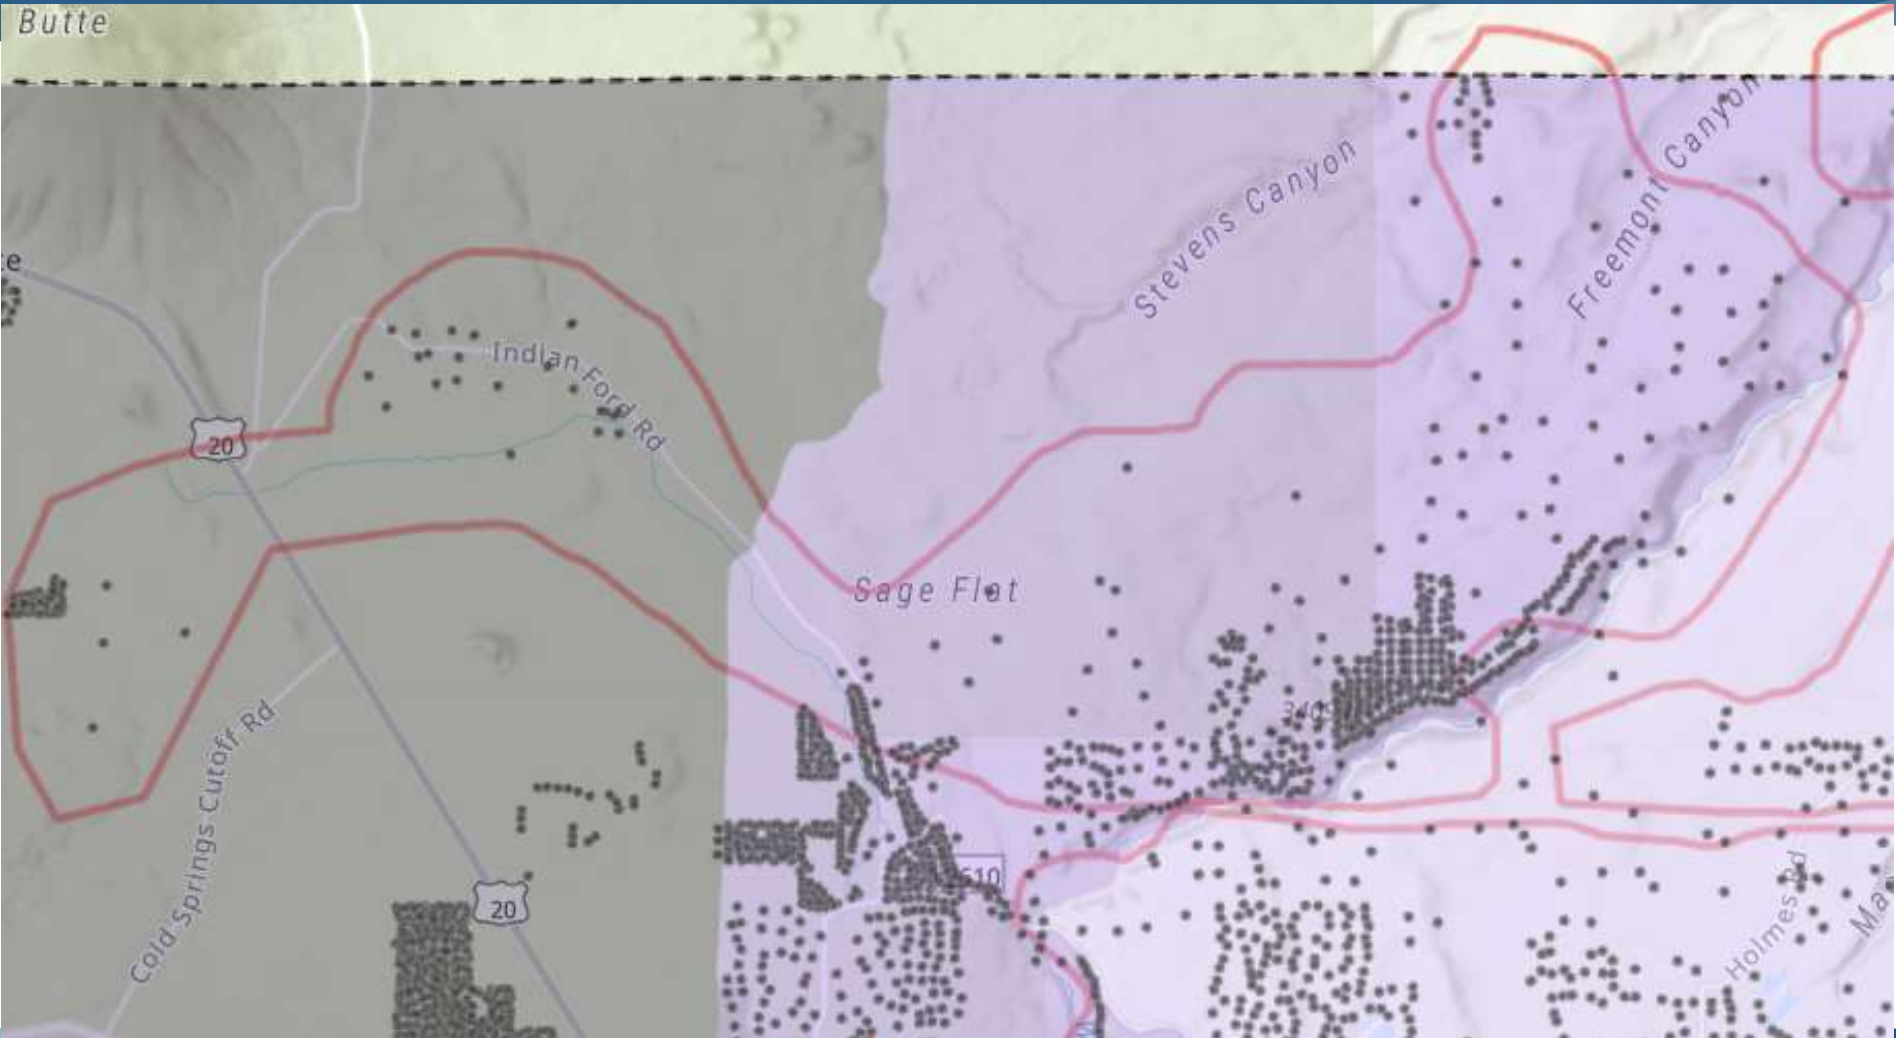 Butte
Stevens Canyon
Freemont Canyon
Indian Ford Rd
20
Sage Flat
Cold Springs Cutoff Rd
20
Holmes Rd